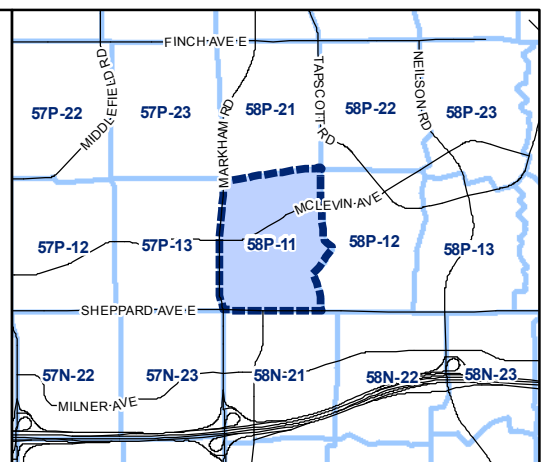 FINCH AVE E
MIDDLEFIELD RD
MARKHAM RD
TAPSCOTT RD
NEILSON RD
57P-22
57P-23
58P-21
58P-22
58P-23
MCLEVIN AVE
57P-12
57P-13
58P-11
58P-12
58P-13
SHEPPARD AVE E
57N-22
57N-23
58N-21
58N-22
58N-23
MILNER AVE